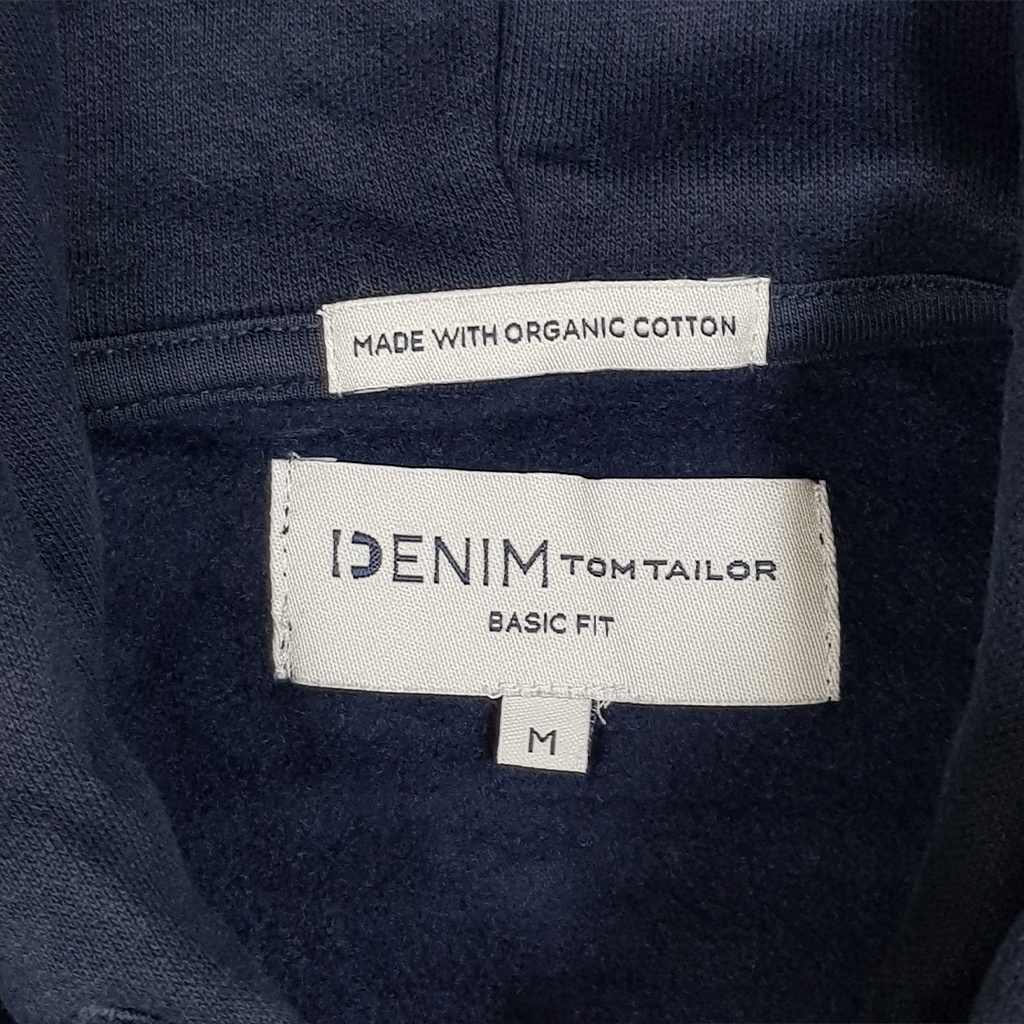 MADE WITH ORGANIC COTTON
DENIM TOM TAILOR
BASIC FIT
M